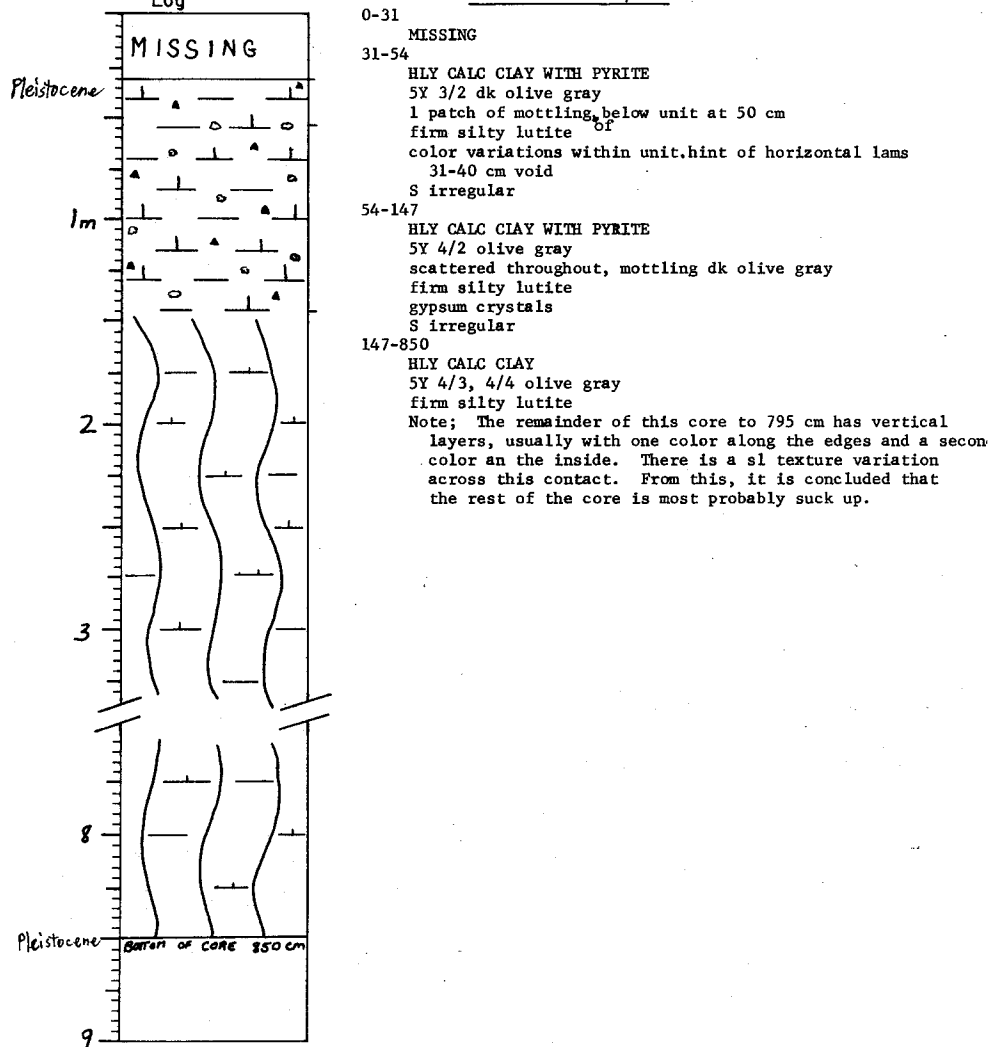 Log
MISSING
Pleistocene
1m
2
3
8
Pleistocene
BOTTOM OF CORE 850 cm
9
0-31
MISSING
31-54
HLY CALC CLAY WITH PYRITE
5Y 3/2 dk olive gray
1 patch of mottling, below unit at 50 cm
of
firm silty lutite
color variations within unit.hint of horizontal lams
31-40 cm void
S irregular
54-147
HLY CALC CLAY WITH PYRITE
5Y 4/2 olive gray
scattered throughout, mottling dk olive gray
firm silty lutite
gypsum crystals
S irregular
147-850
HLY CALC CLAY
5Y 4/3, 4/4 olive gray
firm silty lutite
Note; The remainder of this core to 795 cm has vertical
layers, usually with one color along the edges and a secon
color an the inside. There is a sl texture variation
across this contact. From this, it is concluded that
the rest of the core is most probably suck up.